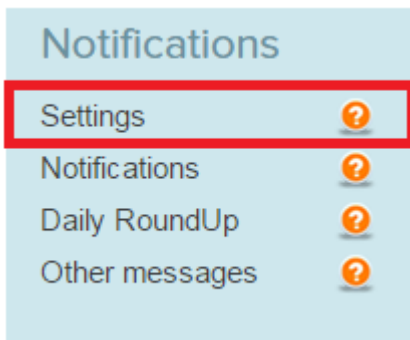 Notifications
Settings
Notifications
Daily RoundUp
Other messages